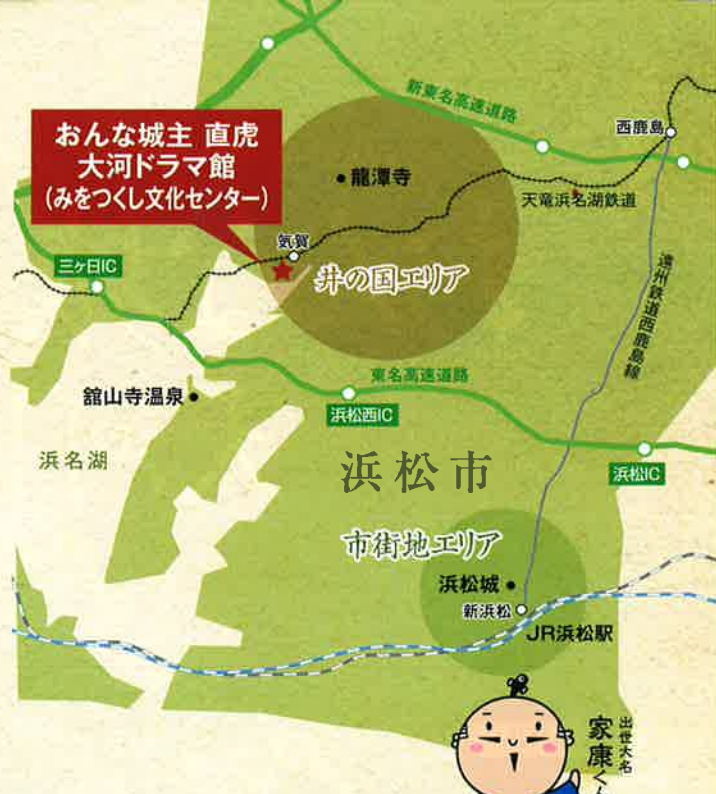 新東名高速道路
西鹿島
おんな城主 直虎
大河ドラマ館
(みをつくし文化センター)
龍潭寺
天竜浜名湖鉄道
気賀
三ヶ日IC
井の国エリア
遠州鉄道西鹿島線
東名高速道路
舘山寺温泉
浜松西IC
浜名湖
浜松市
浜松IC
市街地エリア
浜松城
新浜松
JR浜松駅
出世大名
家康くん